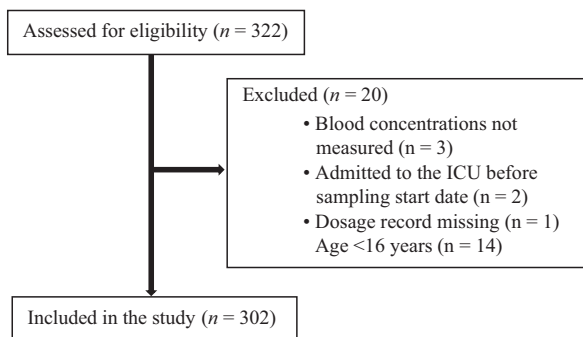 Assessed for eligibility (n = 322)
Excluded (n = 20)
• Blood concentrations not
measured (n = 3)
• Admitted to the ICU before
sampling start date (n = 2)
• Dosage record missing (n = 1)
Age <16 years (n = 14)
Included in the study (n = 302)